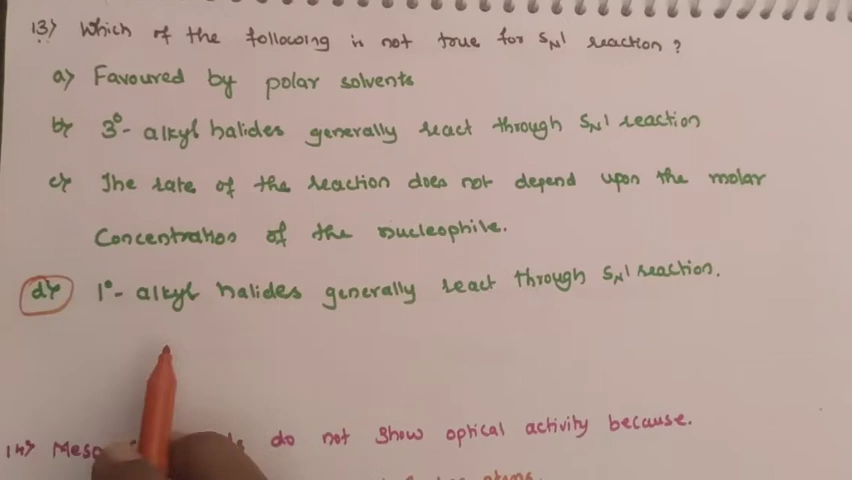 13) Which of the following is not true for SN1 reaction ?
a) Favoured by polar solvents
b) 3°- alkyl halides generally react through SN1 reaction
c) The rate of the reaction does not depend upon the molar
Concentration of the nucleophile.
d) 1°- alkyl halides generally react through SN1 reaction.
14) do not show optical activity because.